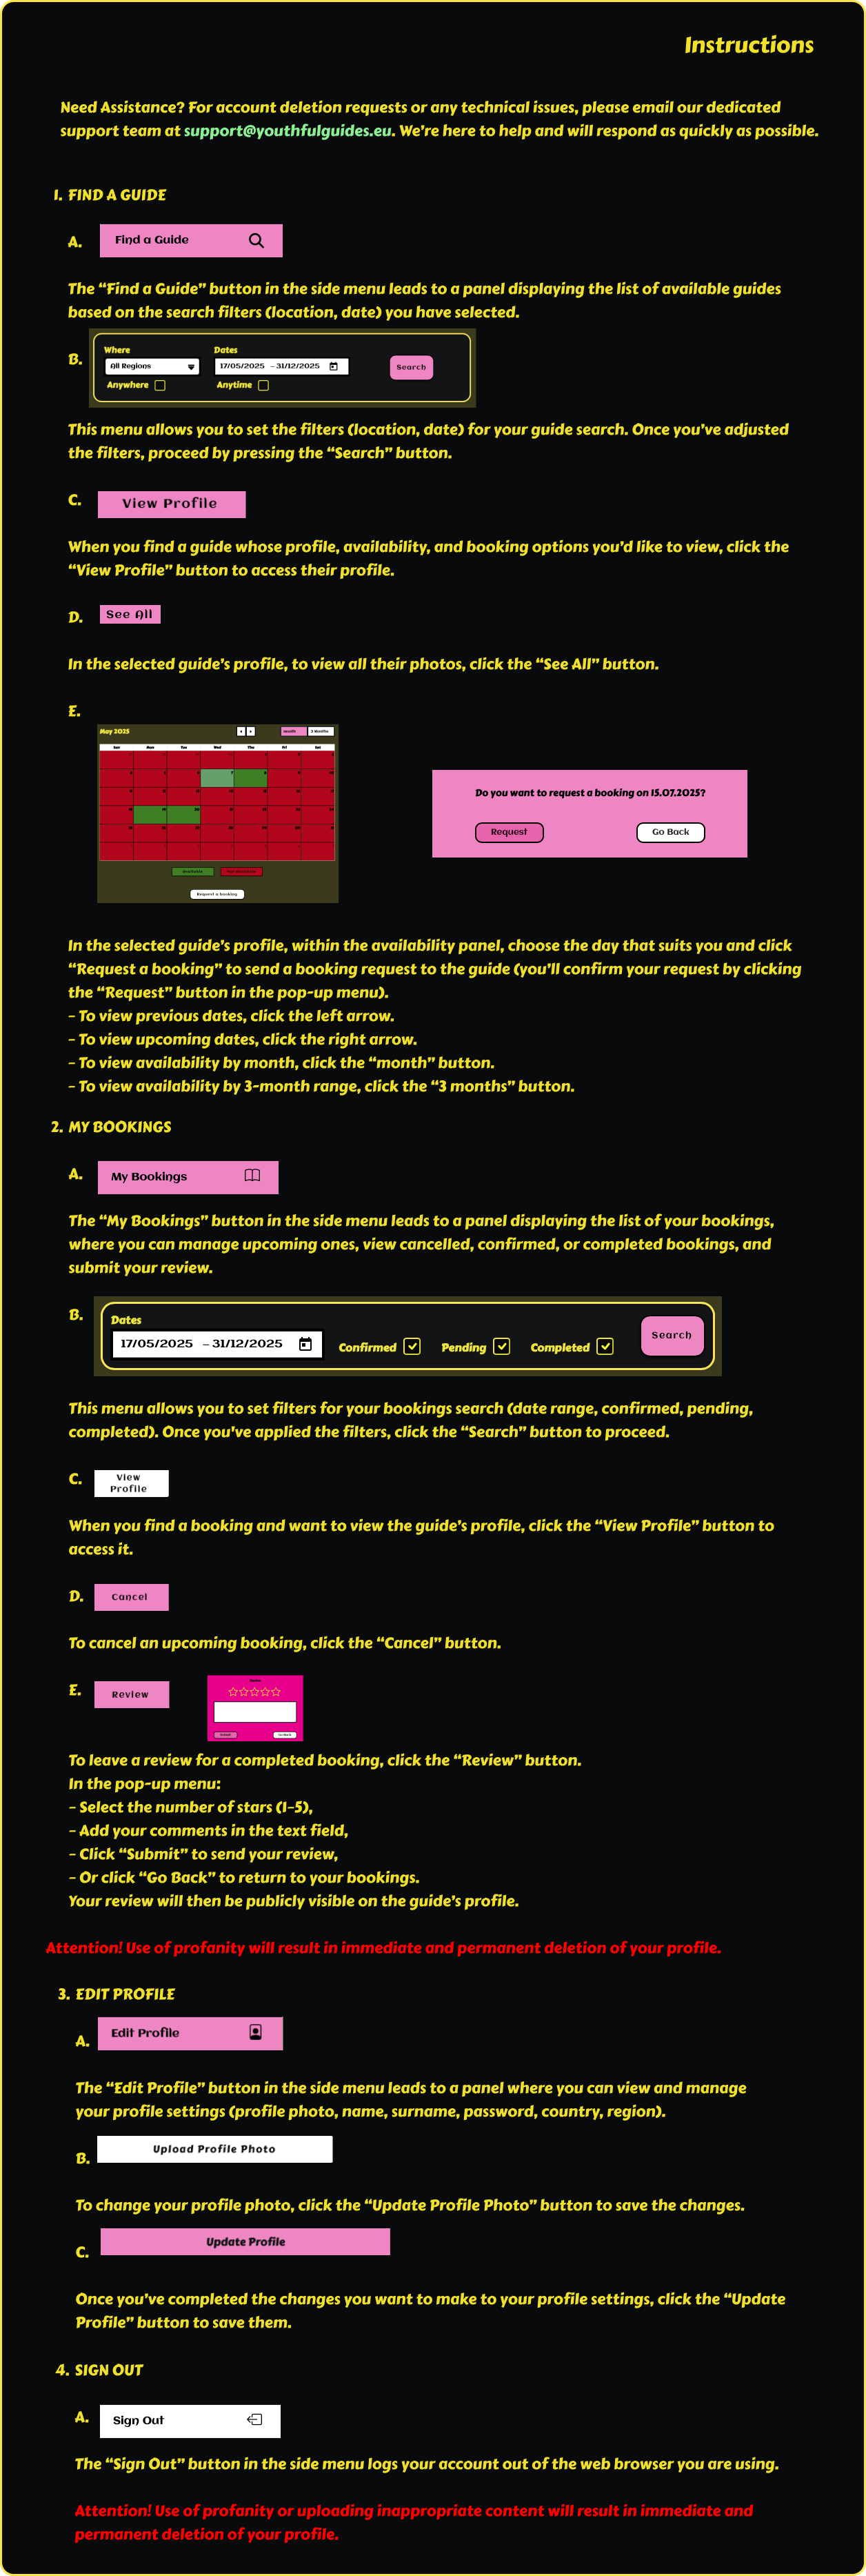 Instructions
Need Assistance? For account deletion requests or any technical issues, please email our dedicated
support team at support@youthfulguides.eu. We're here to help and will respond as quickly as possible.
1. FIND A GUIDE
A. Find a Guide
The “Find a Guide” button in the side menu leads to a panel displaying the list of available guides
based on the search filters (location, date) you have selected.
B.
Where Dates
All Regions 17/05/2025 – 31/12/2025 Search
Anywhere Anytime
This menu allows you to set the filters (location, date) for your guide search. Once you've adjusted
the filters, proceed by pressing the “Search” button.
C. View Profile
When you find a guide whose profile, availability, and booking options you'd like to view, click the
“View Profile” button to access their profile.
D. See All
In the selected guide's profile, to view all their photos, click the “See All” button.
E.
May 2025 month 3 Months
Sun Mon Tue Wed Thu Fri Sat
Available Not Available
Request a booking
Do you want to request a booking on 15.07.2025?
Request Go Back
In the selected guide's profile, within the availability panel, choose the day that suits you and click
“Request a booking” to send a booking request to the guide (you'll confirm your request by clicking
the “Request” button in the pop-up menu).
- To view previous dates, click the left arrow.
- To view upcoming dates, click the right arrow.
- To view availability by month, click the “month” button.
- To view availability by 3-month range, click the “3 months” button.
2. MY BOOKINGS
A. My Bookings
The “My Bookings” button in the side menu leads to a panel displaying the list of your bookings,
where you can manage upcoming ones, view cancelled, confirmed, or completed bookings, and
submit your review.
B.
Dates
17/05/2025 – 31/12/2025 Confirmed Pending Completed Search
This menu allows you to set filters for your bookings search (date range, confirmed, pending,
completed). Once you've applied the filters, click the “Search” button to proceed.
C. View
Profile
When you find a booking and want to view the guide's profile, click the “View Profile” button to
access it.
D. Cancel
To cancel an upcoming booking, click the “Cancel” button.
E. Review
Submit Go Back
To leave a review for a completed booking, click the “Review” button.
In the pop-up menu:
- Select the number of stars (1-5),
- Add your comments in the text field,
- Click “Submit” to send your review,
- Or click “Go Back” to return to your bookings.
Your review will then be publicly visible on the guide's profile.
Attention! Use of profanity will result in immediate and permanent deletion of your profile.
3. EDIT PROFILE
A. Edit Profile
The “Edit Profile” button in the side menu leads to a panel where you can view and manage
your profile settings (profile photo, name, surname, password, country, region).
B. Upload Profile Photo
To change your profile photo, click the “Update Profile Photo” button to save the changes.
C. Update Profile
Once you've completed the changes you want to make to your profile settings, click the “Update
Profile” button to save them.
4. SIGN OUT
A. Sign Out
The “Sign Out” button in the side menu logs your account out of the web browser you are using.
Attention! Use of profanity or uploading inappropriate content will result in immediate and
permanent deletion of your profile.